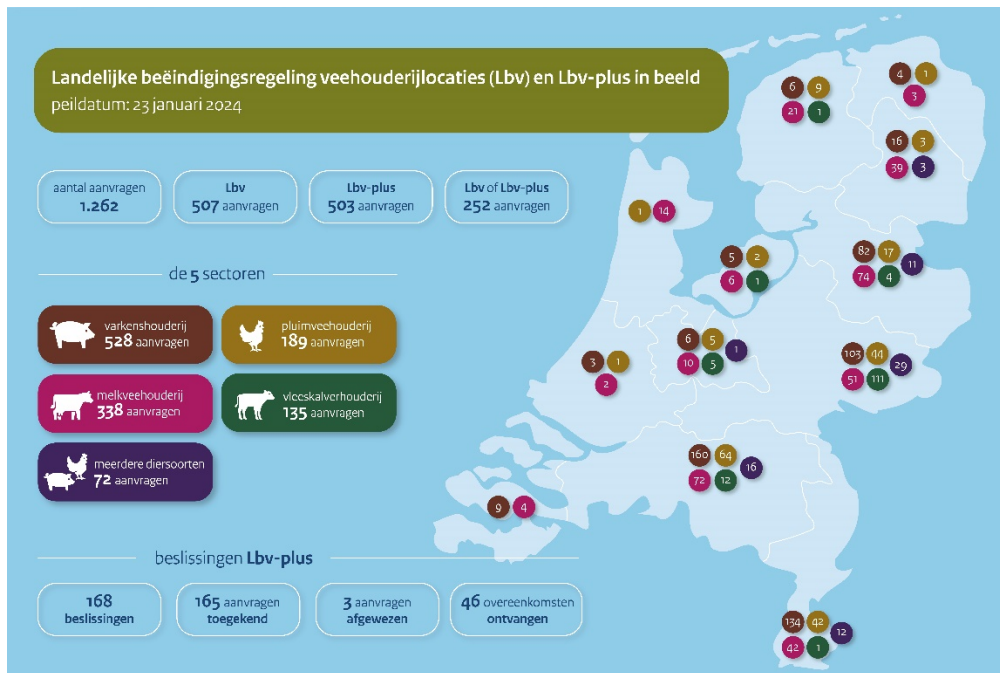 Landelijke beëindigingsregeling veehouderijlocaties (Lbv) en Lbv-plus in beeld
peildatum: 23 januari 2024
aantal aanvragen
1.262
Lbv
507 aanvragen
Lbv-plus
503 aanvragen
Lbv of Lbv-plus
252 aanvragen
de 5 sectoren
varkenshouderij
528 aanvragen
pluimveehouderij
189 aanvragen
melkveehouderij
338 aanvragen
vleeskalverhouderij
135 aanvragen
meerdere diersoorten
72 aanvragen
beslissingen Lbv-plus
168
beslissingen
165 aanvragen
toegekend
3 aanvragen
afgewezen
46 overeenkomsten
ontvangen
6 9
21 1
4 1
3
16 3
39 3
1 14
5 2
6 1
82 17
11
74 4
3 1
2
6 5
1
10 5
103 44
29
51 111
160 64
16
72 12
9 4
134 42
12
42 1